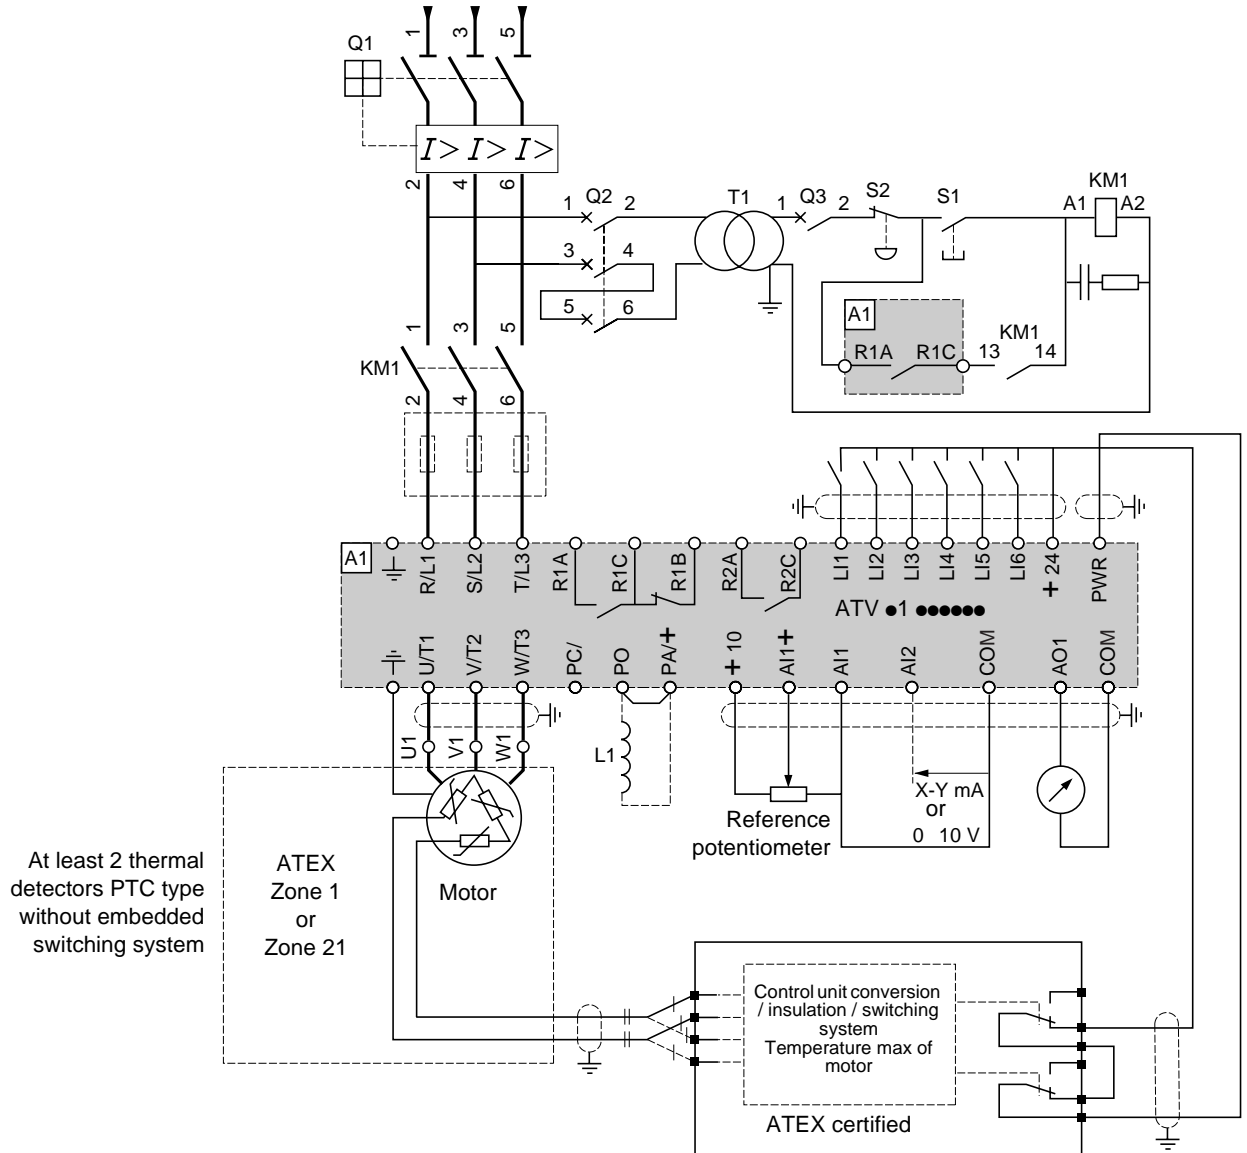 1 3 5
Q1
I> I> I>
2 4 6
1 Q2 2
3 4
5 6
T1
1 Q3 2
S2
S1
KM1
A1 A2
A1
R1A R1C
13 KM1 14
1 3 5
KM1
2 4 6
A1
R/L1 S/L2 T/L3 R1A R1C R1B R2A R2C LI1 LI2 LI3 LI4 LI5 LI6 +24 PWR
ATV ●1 ●●●●●●
U/T1 V/T2 W/T3 PC/ PO PA/+ +10 AI1+ AI1 AI2 COM AO1 COM
U1 V1 W1
L1
X-Y mA
or
0 10 V
Reference
potentiometer
At least 2 thermal
detectors PTC type
without embedded
switching system
ATEX
Zone 1
or
Zone 21
Motor
Control unit conversion
/ insulation / switching
system
Temperature max of
motor
ATEX certified